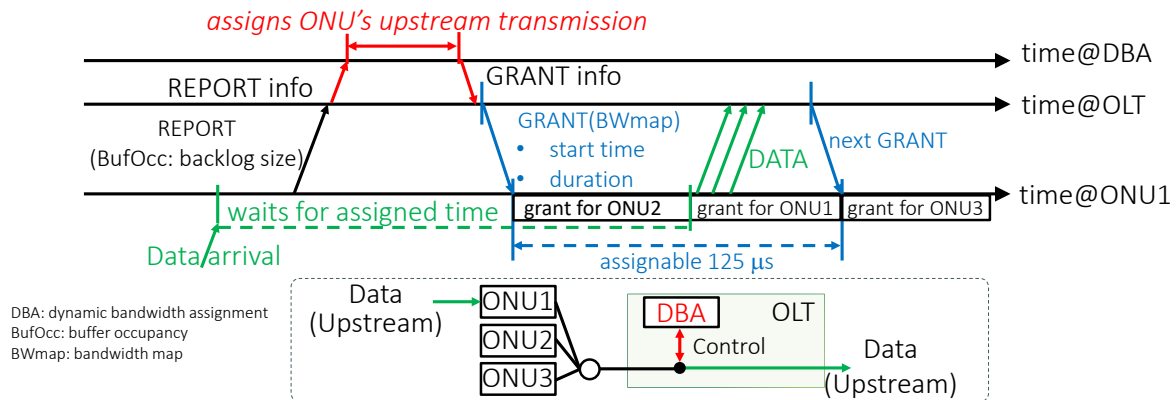 assigns ONU's upstream transmission
time@DBA
REPORT info
GRANT info
time@OLT
REPORT
(BufOcc: backlog size)
GRANT(BWmap)
• start time
• duration
DATA
next GRANT
time@ONU1
waits for assigned time
grant for ONU2
grant for ONU1
grant for ONU3
Data arrival
assignable 125 μs
DBA: dynamic bandwidth assignment
BufOcc: buffer occupancy
BWmap: bandwidth map
Data
(Upstream)
ONU1
ONU2
ONU3
DBA
OLT
Control
Data
(Upstream)